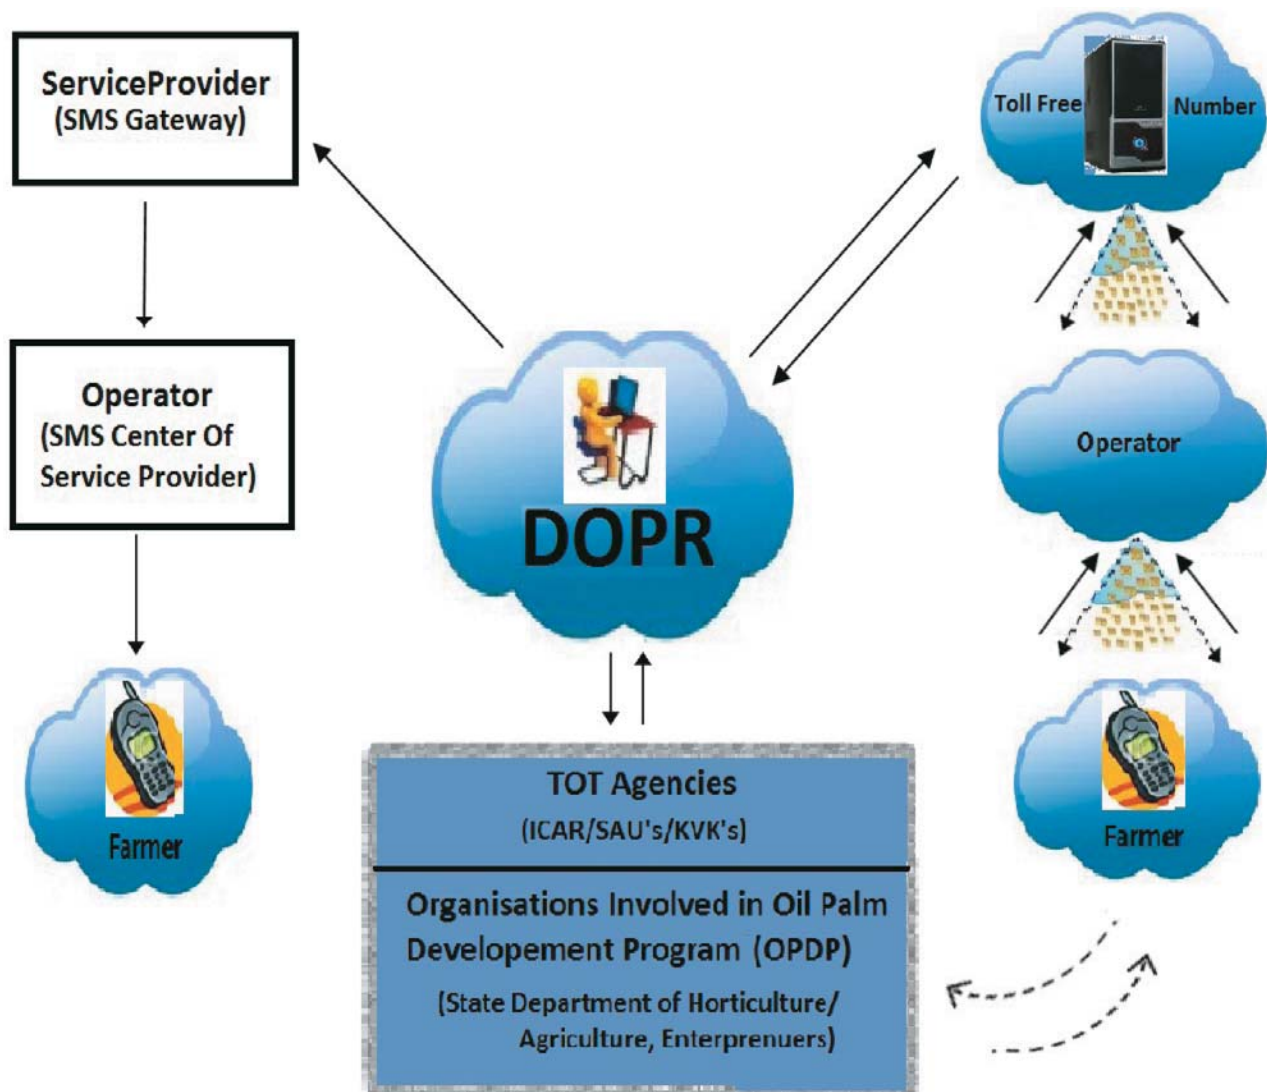 ServiceProvider
(SMS Gateway)
Toll Free Number
Operator
(SMS Center Of
Service Provider)
Operator
DOPR
Farmer
Farmer
TOT Agencies
(ICAR/SAU's/KVK's)
Organisations Involved in Oil Palm
Developement Program (OPDP)
(State Department of Horticulture/
Agriculture, Enterprenuers)